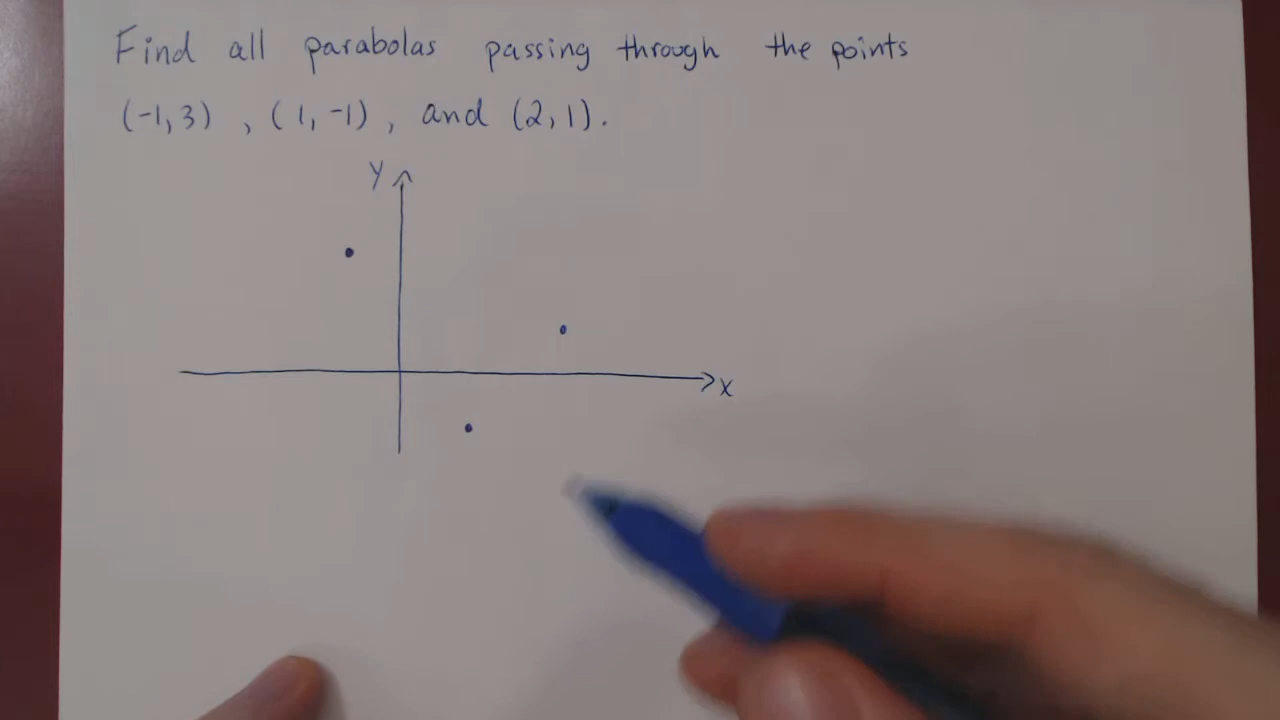 Find all parabolas passing through the points
(-1,3) , (1,-1) , and (2,1).
y
x